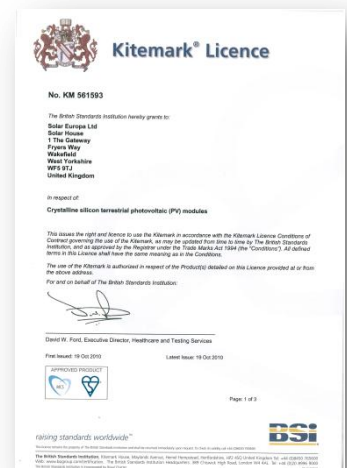 Kitemark® Licence
No. KM 561593
The British Standards Institution hereby grants to:
Solar Europa Ltd
Solar House
1 The Gateway
Fryers Way
Wakefield
West Yorkshire
WF5 9TJ
United Kingdom
In respect of:
Crystalline silicon terrestrial photovoltaic (PV) modules
This issues the right and licence to use the Kitemark in accordance with the Kitemark Licence Conditions of
Contract governing the use of the Kitemark, as may be updated from time to time by The British Standards
Institution, and as approved by the Registrar under the Trade Marks Act 1994 (the "Conditions"). All defined
terms in this Licence shall have the same meaning as in the Conditions.
The use of the Kitemark is authorized in respect of the Product(s) detailed on this Licence provided at or from
the above address.
For and on behalf of The British Standards Institution:
David W. Ford, Executive Director, Healthcare and Testing Services
First Issued: 19 Oct 2010
Latest Issue: 19 Oct 2010
APPROVED PRODUCT
Page: 1 of 3
raising standards worldwide™
BSi